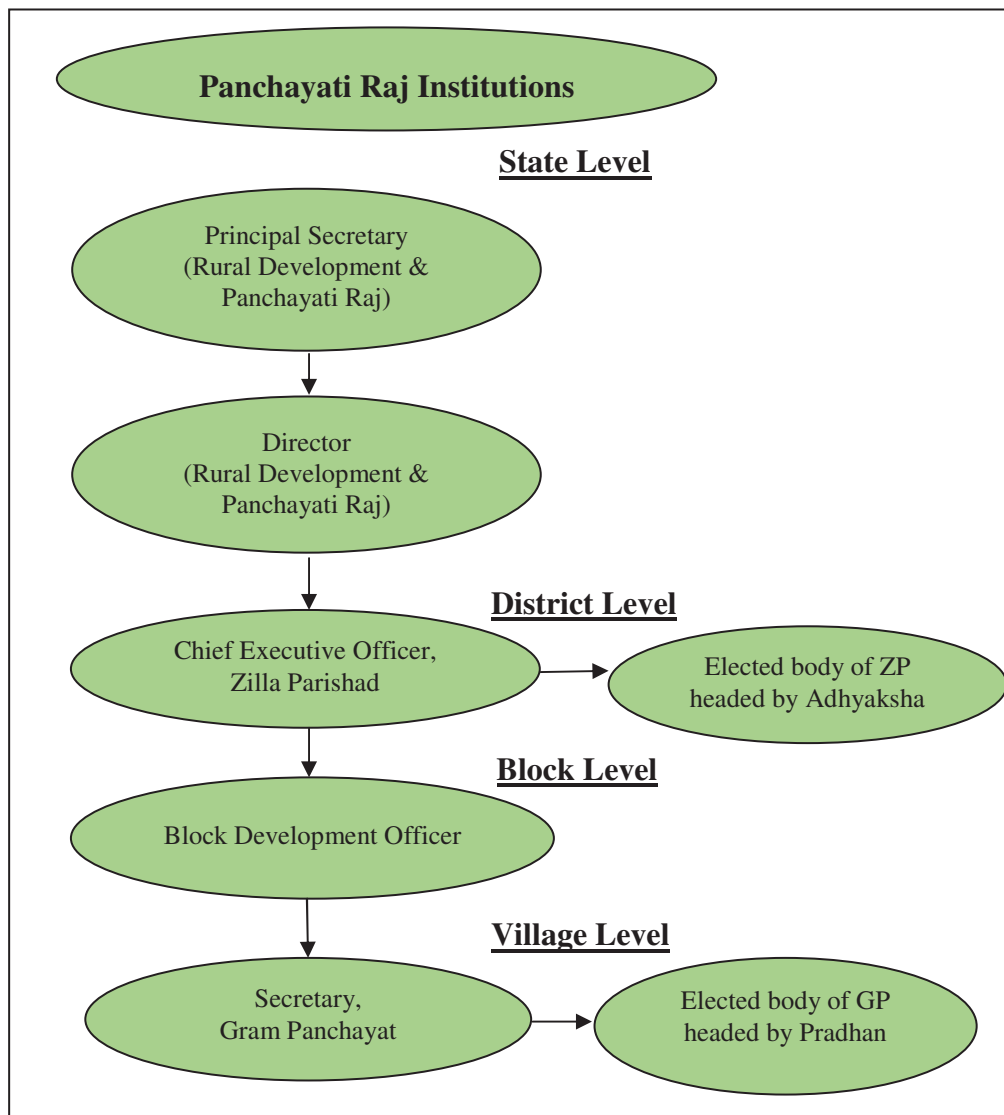 Panchayati Raj Institutions
State Level
Principal Secretary
(Rural Development &
Panchayati Raj)
Director
(Rural Development &
Panchayati Raj)
District Level
Chief Executive Officer,
Zilla Parishad
Elected body of ZP
headed by Adhyaksha
Block Level
Block Development Officer
Village Level
Secretary,
Gram Panchayat
Elected body of GP
headed by Pradhan